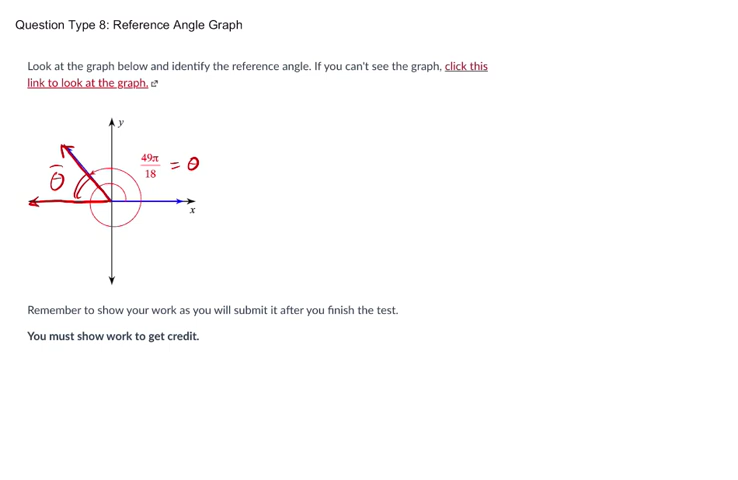 Question Type 8: Reference Angle Graph
Look at the graph below and identify the reference angle. If you can't see the graph, click this
link to look at the graph.
y
49π
18
= θ
θ̄
x
Remember to show your work as you will submit it after you finish the test.
You must show work to get credit.